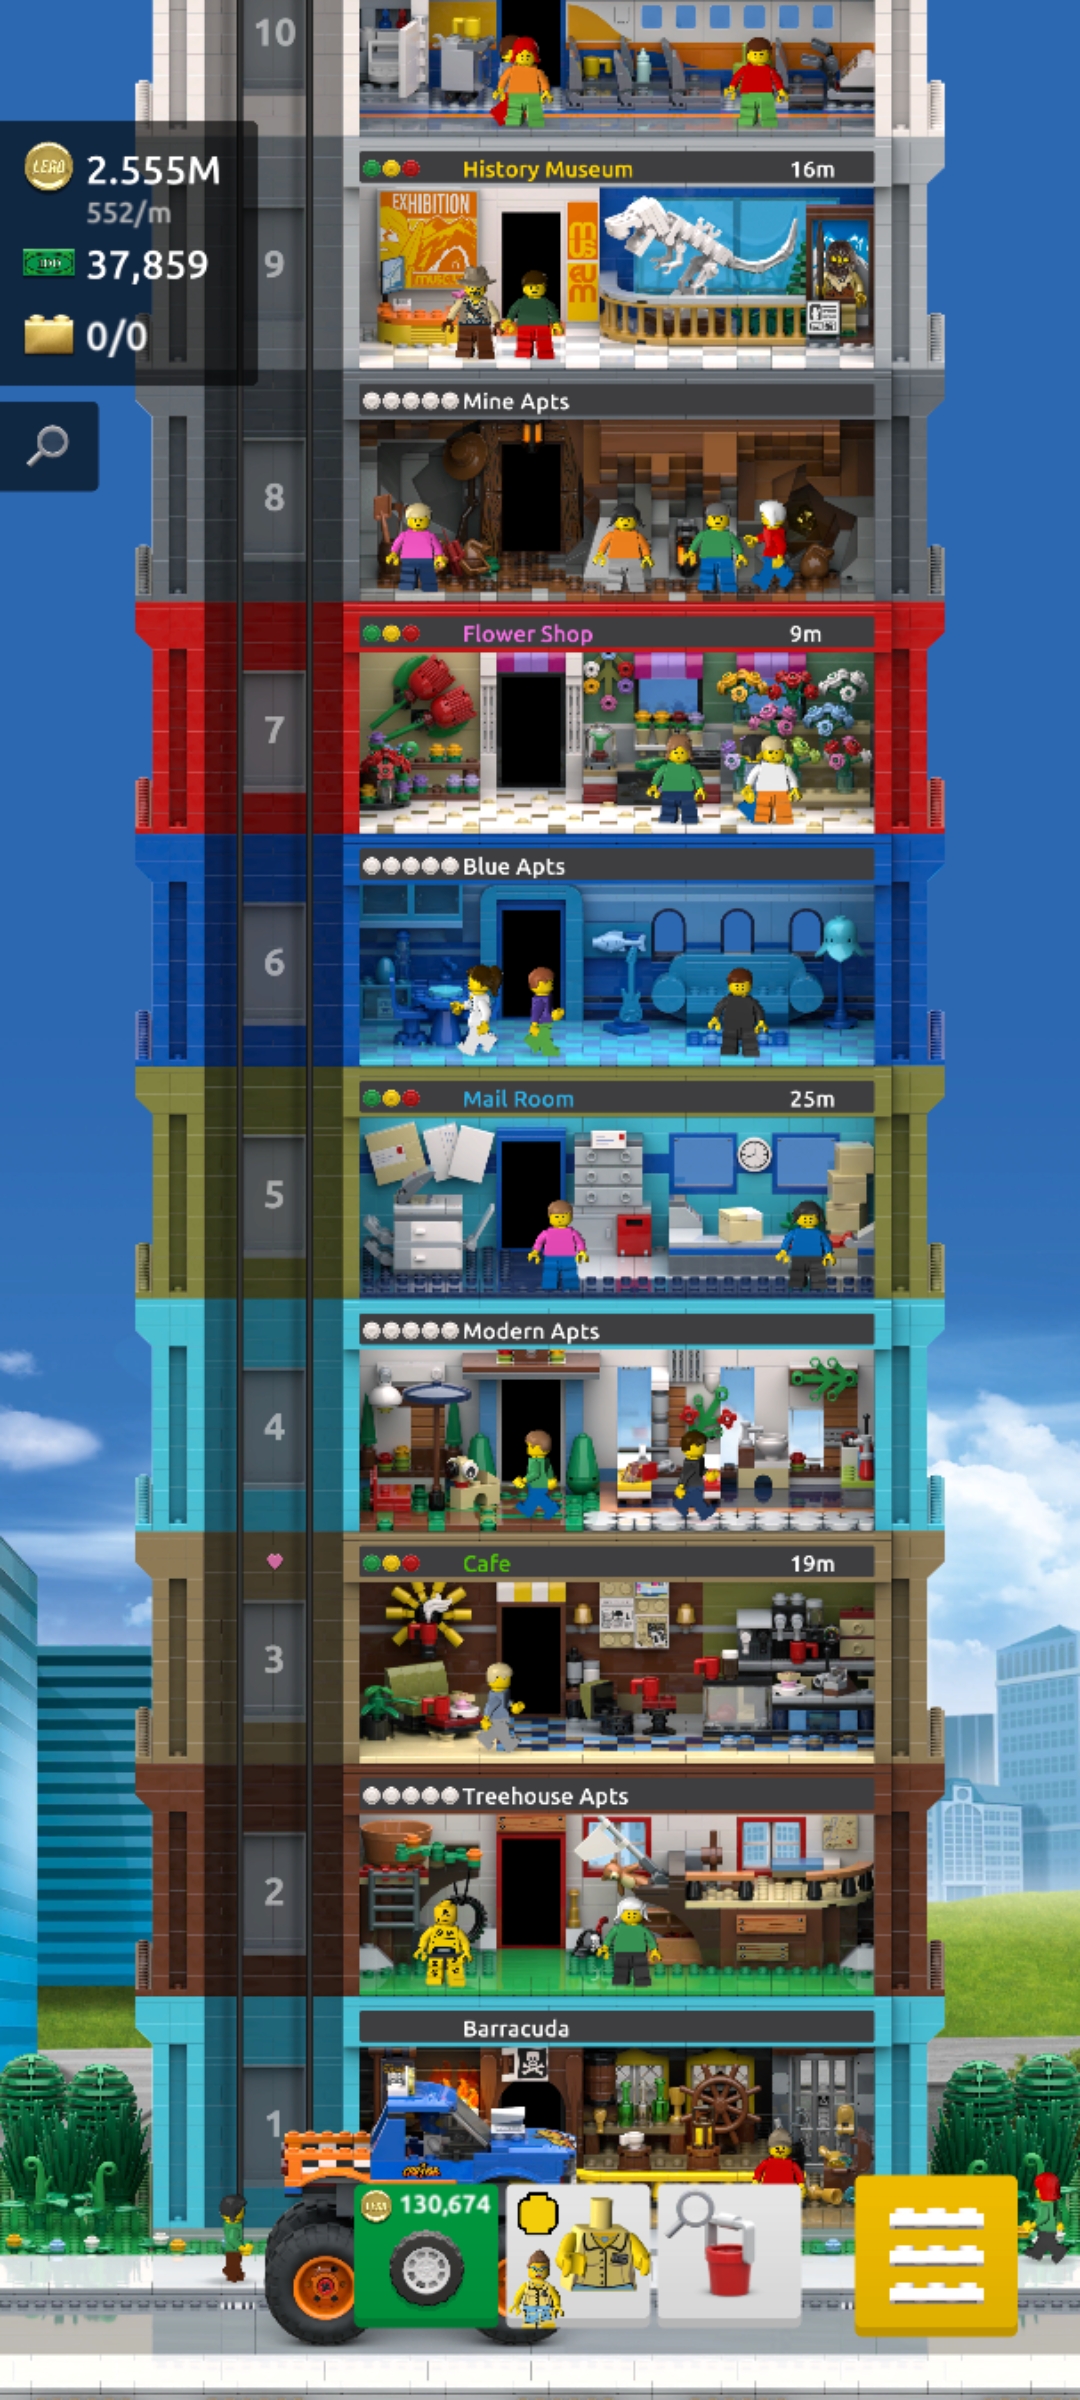 10
LEGO 2.555M
552/m
37,859
0/0
History Museum 16m
EXHIBITION
museum
mus
eum
9
Mine Apts
8
Flower Shop 9m
7
Blue Apts
6
Mail Room 25m
5
Modern Apts
4
Cafe 19m
3
Treehouse Apts
2
Barracuda
1
130,674